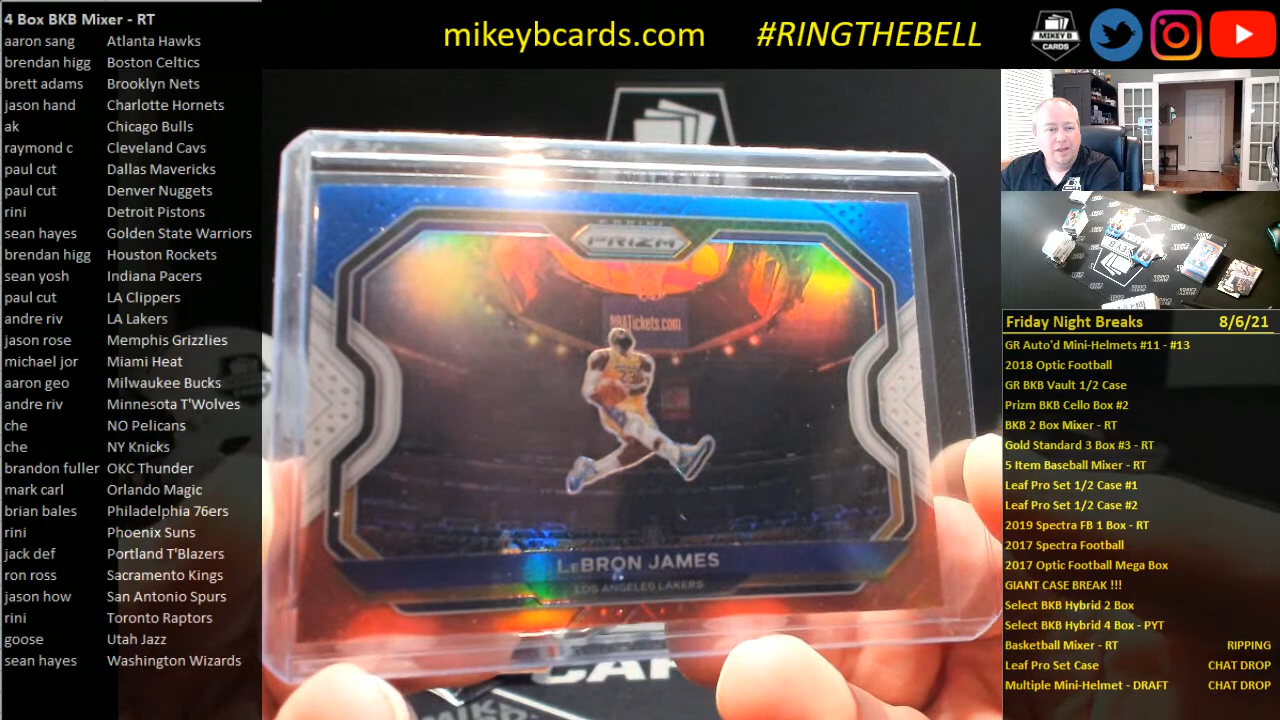 4 Box BKB Mixer - RT
aaron sang Atlanta Hawks
brendan higg Boston Celtics
brett adams Brooklyn Nets
jason hand Charlotte Hornets
ak Chicago Bulls
raymond c Cleveland Cavs
paul cut Dallas Mavericks
paul cut Denver Nuggets
rini Detroit Pistons
sean hayes Golden State Warriors
brendan higg Houston Rockets
sean yosh Indiana Pacers
paul cut LA Clippers
andre riv LA Lakers
jason rose Memphis Grizzlies
michael jor Miami Heat
aaron geo Milwaukee Bucks
andre riv Minnesota T'Wolves
che NO Pelicans
che NY Knicks
brandon fuller OKC Thunder
mark carl Orlando Magic
brian bales Philadelphia 76ers
rini Phoenix Suns
jack def Portland T'Blazers
ron ross Sacramento Kings
jason how San Antonio Spurs
rini Toronto Raptors
goose Utah Jazz
sean hayes Washington Wizards
mikeybcards.com #RINGTHEBELL
MIKEY B
CARDS
PANINI
PRIZM
NBATickets.com
LEBRON JAMES
LOS ANGELES LAKERS
Friday Night Breaks 8/6/21
GR Auto'd Mini-Helmets #11 - #13
2018 Optic Football
GR BKB Vault 1/2 Case
Prizm BKB Cello Box #2
BKB 2 Box Mixer - RT
Gold Standard 3 Box #3 - RT
5 Item Baseball Mixer - RT
Leaf Pro Set 1/2 Case #1
Leaf Pro Set 1/2 Case #2
2019 Spectra FB 1 Box - RT
2017 Spectra Football
2017 Optic Football Mega Box
GIANT CASE BREAK !!!
Select BKB Hybrid 2 Box
Select BKB Hybrid 4 Box - PYT
Basketball Mixer - RT RIPPING
Leaf Pro Set Case CHAT DROP
Multiple Mini-Helmet - DRAFT CHAT DROP